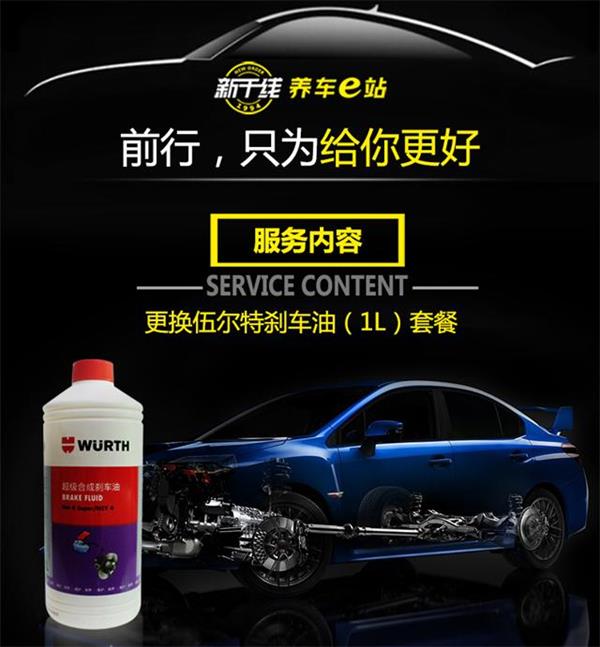 NEW ORDER
新干线 养车e站
1994
前行，只为给你更好
服务内容
SERVICE CONTENT
更换伍尔特刹车油（1L）套餐
WÜRTH
超级合成刹车油
BRAKE FLUID